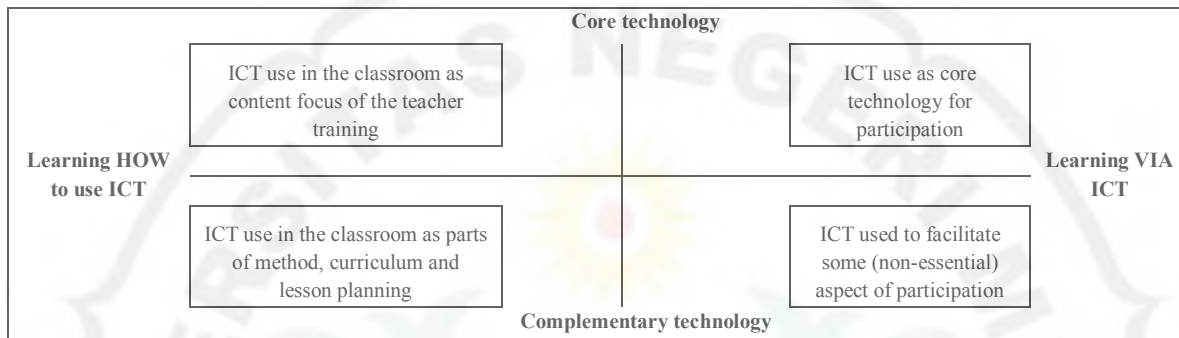 Core technology
ICT use in the classroom as
content focus of the teacher
training
ICT use as core
technology for
participation
Learning HOW
to use ICT
Learning VIA
ICT
ICT use in the classroom as parts
of method, curriculum and
lesson planning
ICT used to facilitate
some (non-essential)
aspect of participation
Complementary technology
ERSITAS NEGERI M